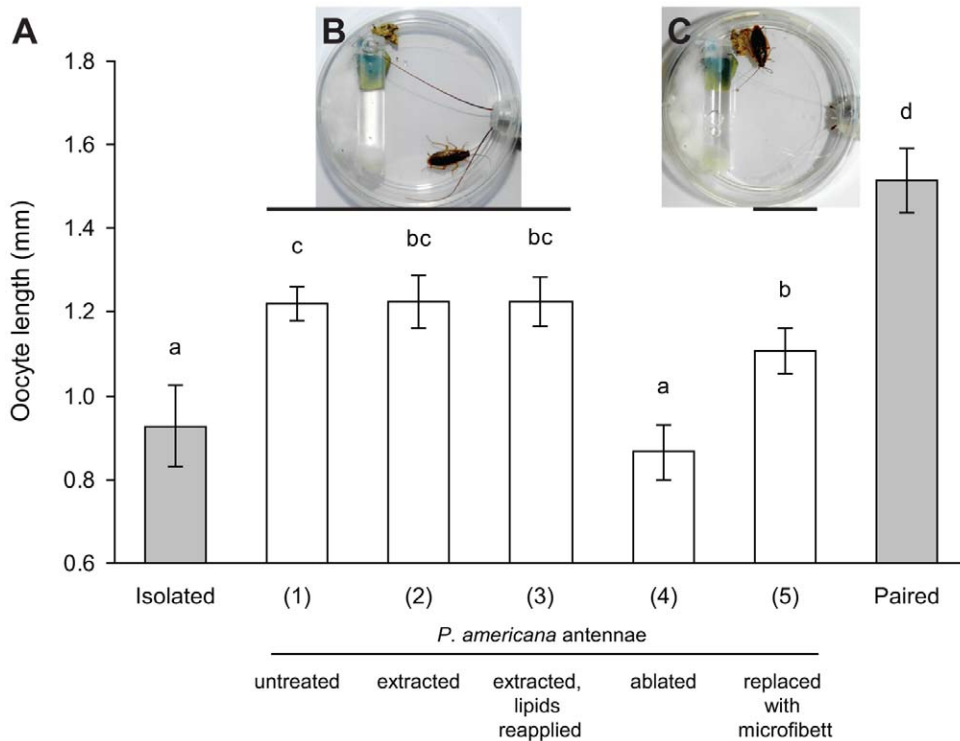 A
B
C
Oocyte length (mm)
1.8
1.6
1.4
1.2
1.0
0.8
0.6
a
c
bc
bc
a
b
d
Isolated
(1)
(2)
(3)
(4)
(5)
Paired
P. americana antennae
untreated
extracted
extracted,
lipids
reapplied
ablated
replaced
with
microfibett